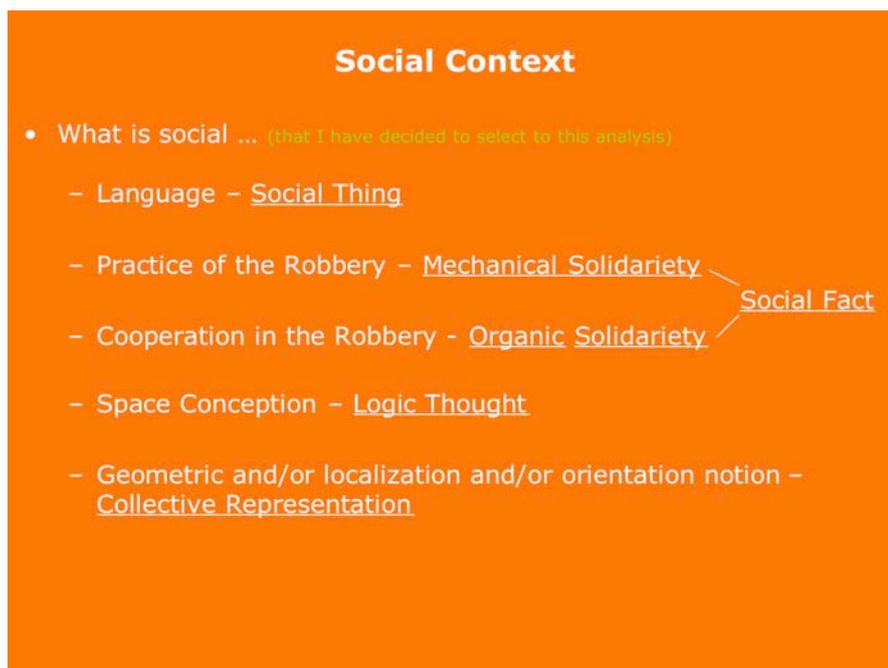 Social Context
• What is social ... (that I have decided to select to this analysis)
– Language – Social Thing
– Practice of the Robbery – Mechanical Solidariety
Social Fact
– Cooperation in the Robbery - Organic Solidariety
– Space Conception – Logic Thought
– Geometric and/or localization and/or orientation notion –
Collective Representation